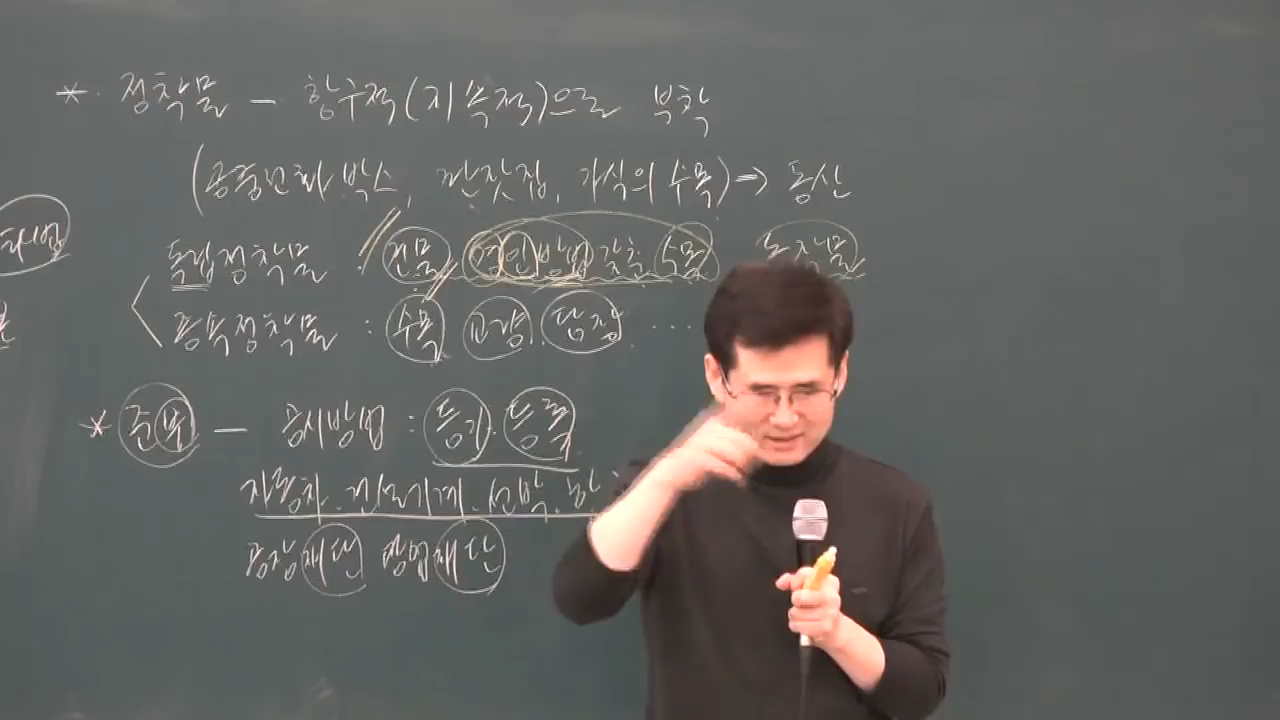 * 정착물 - 항구적(지속적)으로 부착
(공중전화 박스, 판잣집, 가식의 수목) → 동산
독립정착물 : 건물 명인방법 갖춘 수목 농작물
종속정착물 : 수목 교량. 담장 ....
* 준부 - 공시방법 : 등기. 등록
자동차. 건설기계. 선박. 항
공장재단 광업재단